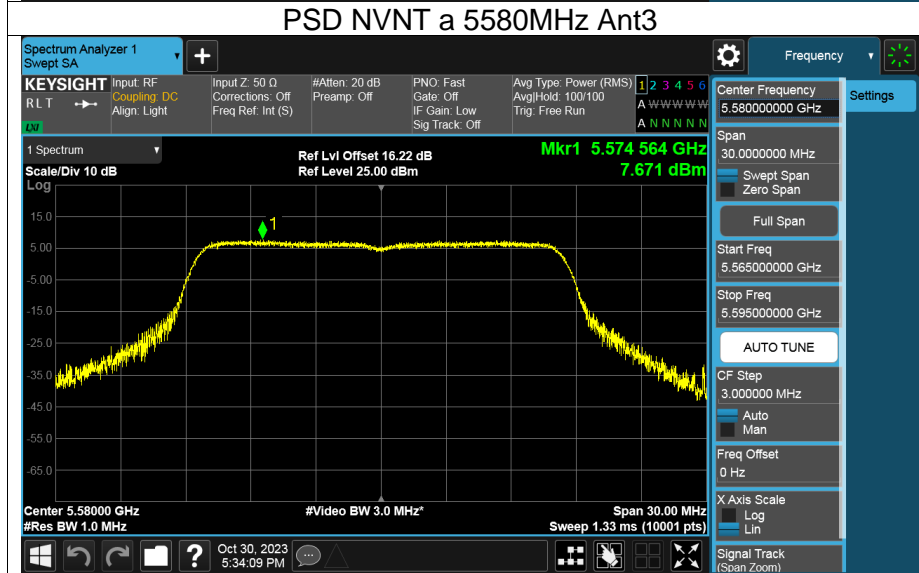 PSD NVNT a 5580MHz Ant3
Spectrum Analyzer 1
Swept SA
+
Frequency
KEYSIGHT
R L T
LXI
Input: RF
Coupling: DC
Align: Light
Input Z: 50 Ω
Corrections: Off
Freq Ref: Int (S)
#Atten: 20 dB
Preamp: Off
PNO: Fast
Gate: Off
IF Gain: Low
Sig Track: Off
Avg Type: Power (RMS)
Avg|Hold: 100/100
Trig: Free Run
1 2 3 4 5 6
A W W W W W
A N N N N N
Center Frequency
5.580000000 GHz
Settings
1 Spectrum
Scale/Div 10 dB
Log
Ref Lvl Offset 16.22 dB
Ref Level 25.00 dBm
Mkr1 5.574 564 GHz
7.671 dBm
Span
30.0000000 MHz
Swept Span
Zero Span
Full Span
Start Freq
5.565000000 GHz
Stop Freq
5.595000000 GHz
AUTO TUNE
CF Step
3.000000 MHz
Auto
Man
Freq Offset
0 Hz
X Axis Scale
Log
Lin
Signal Track
(Span Zoom)
1
15.0
5.00
-5.00
-15.0
-25.0
-35.0
-45.0
-55.0
-65.0
Center 5.58000 GHz
#Res BW 1.0 MHz
#Video BW 3.0 MHz*
Span 30.00 MHz
Sweep 1.33 ms (10001 pts)
?
Oct 30, 2023
5:34:09 PM